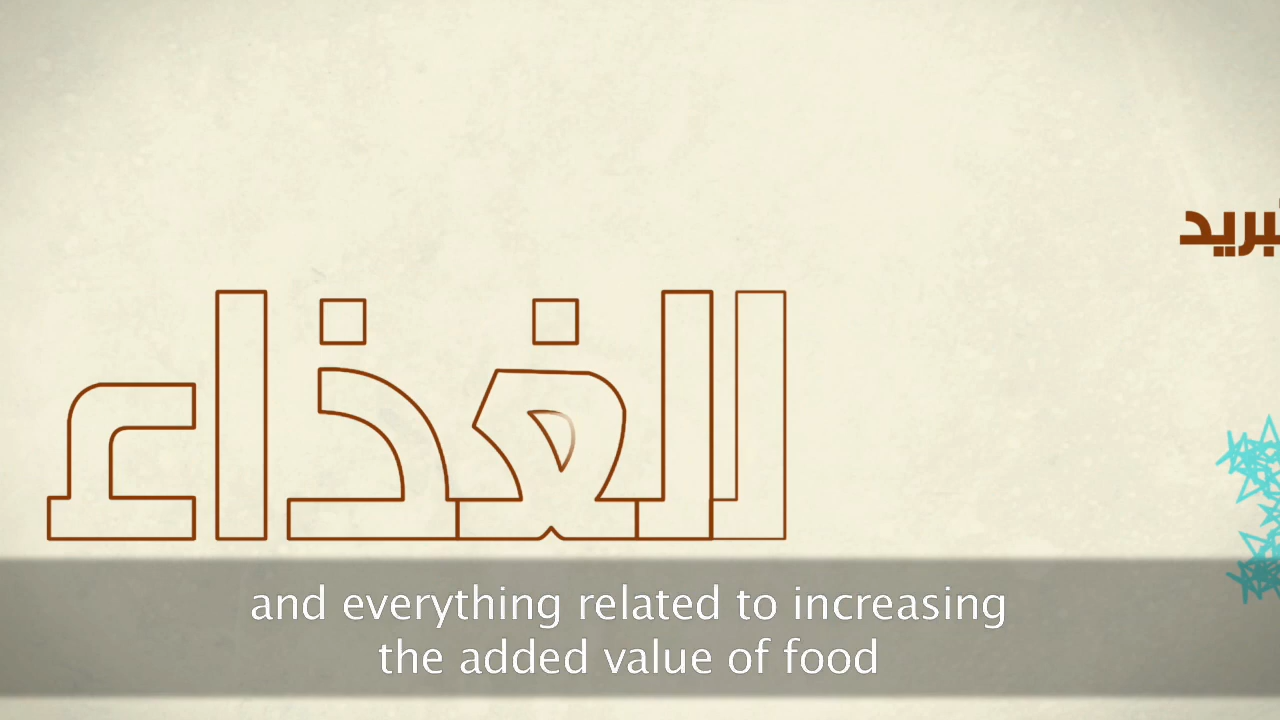 الغذاء
and everything related to increasing
the added value of food